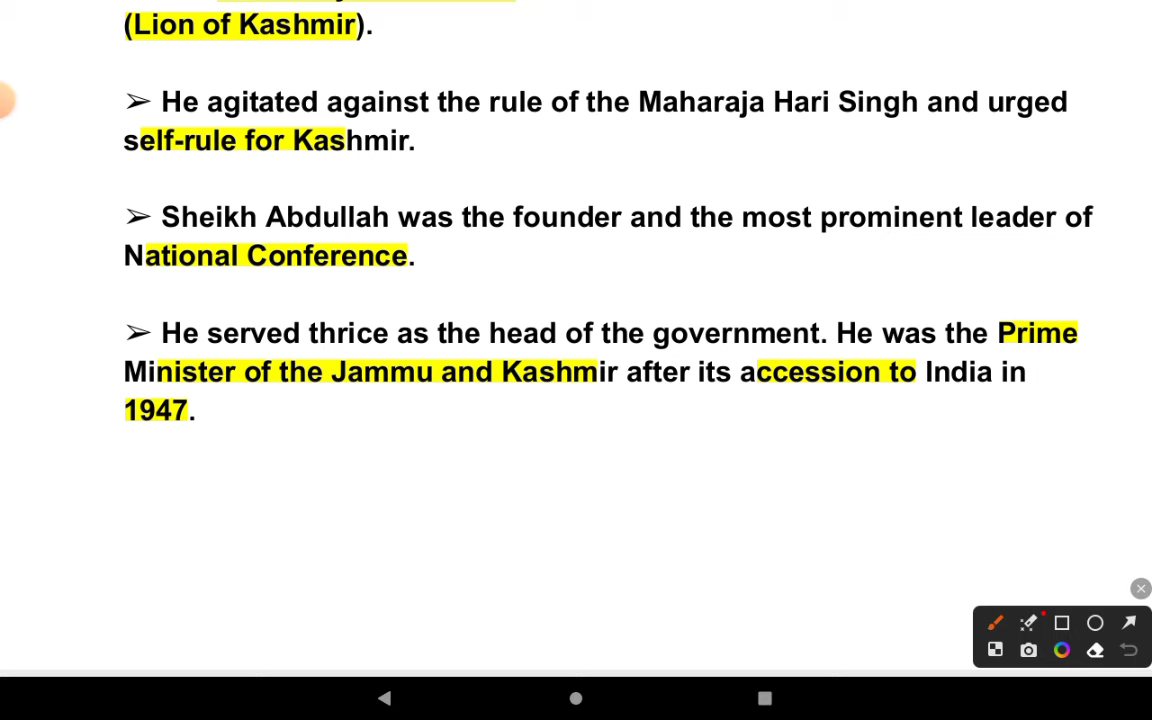 (Lion of Kashmir).
➢ He agitated against the rule of the Maharaja Hari Singh and urged
self-rule for Kashmir.
➢ Sheikh Abdullah was the founder and the most prominent leader of
National Conference.
➢ He served thrice as the head of the government. He was the Prime
Minister of the Jammu and Kashmir after its accession to India in
1947.